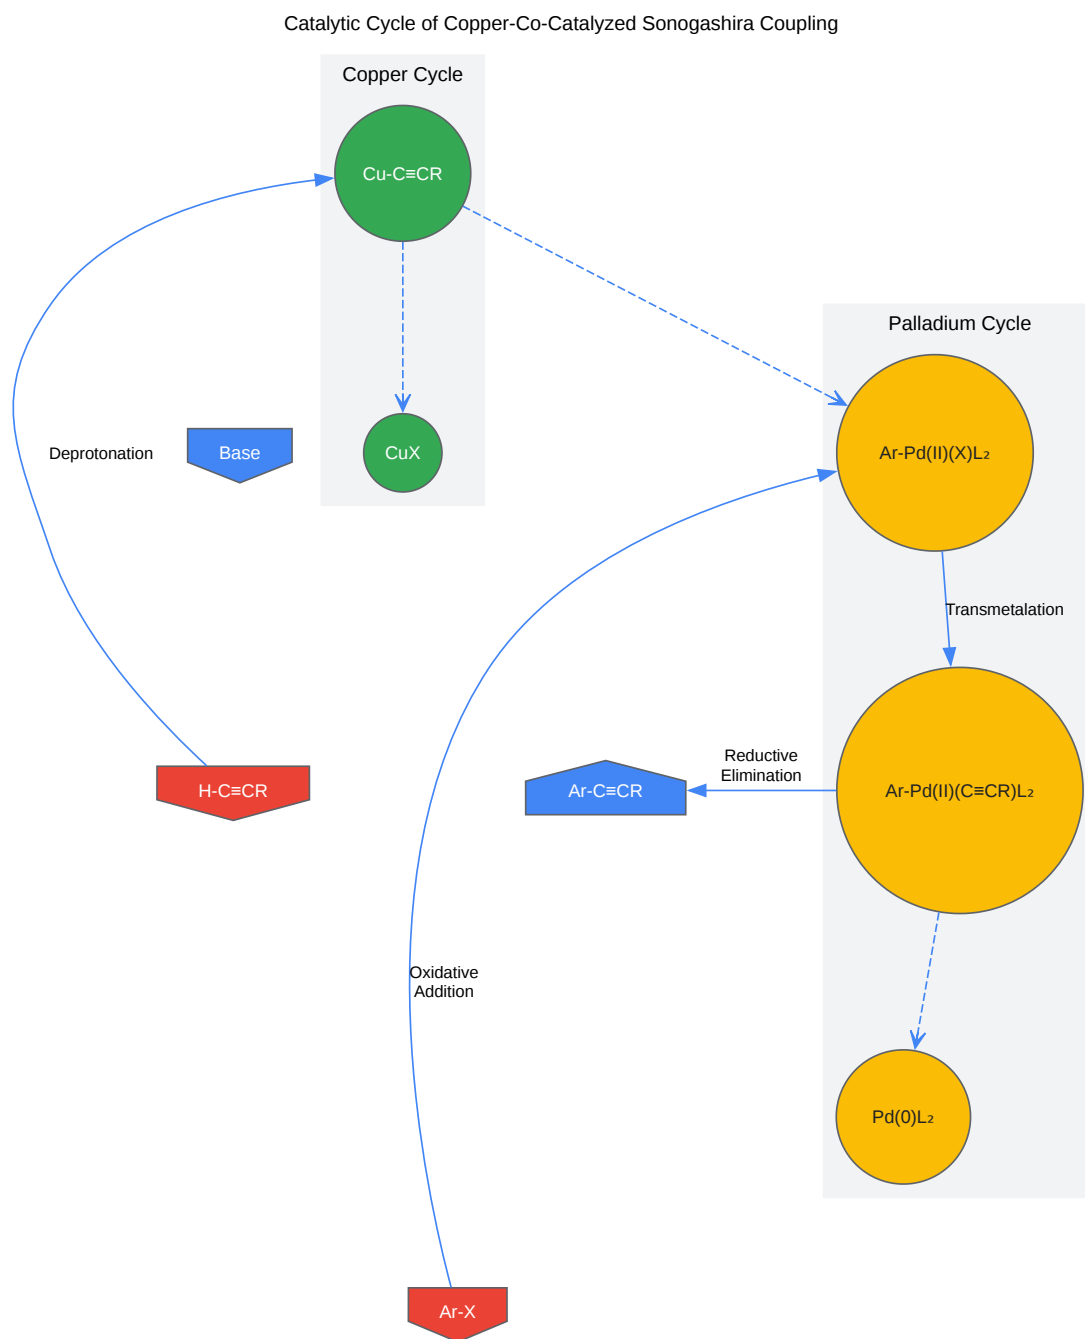 Catalytic Cycle of Copper-Co-Catalyzed Sonogashira Coupling
Copper Cycle
Cu-C≡CR
Palladium Cycle
Deprotonation
Base
CuX
Ar-Pd(II)(X)L₂
Transmetalation
H-C≡CR
Ar-C≡CR
Reductive
Elimination
Ar-Pd(II)(C≡CR)L₂
Oxidative
Addition
Pd(0)L₂
Ar-X